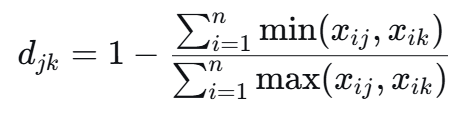 d_{jk} = 1 - \frac{\sum_{i=1}^{n} \min(x_{ij}, x_{ik})}{\sum_{i=1}^{n} \max(x_{ij}, x_{ik})}